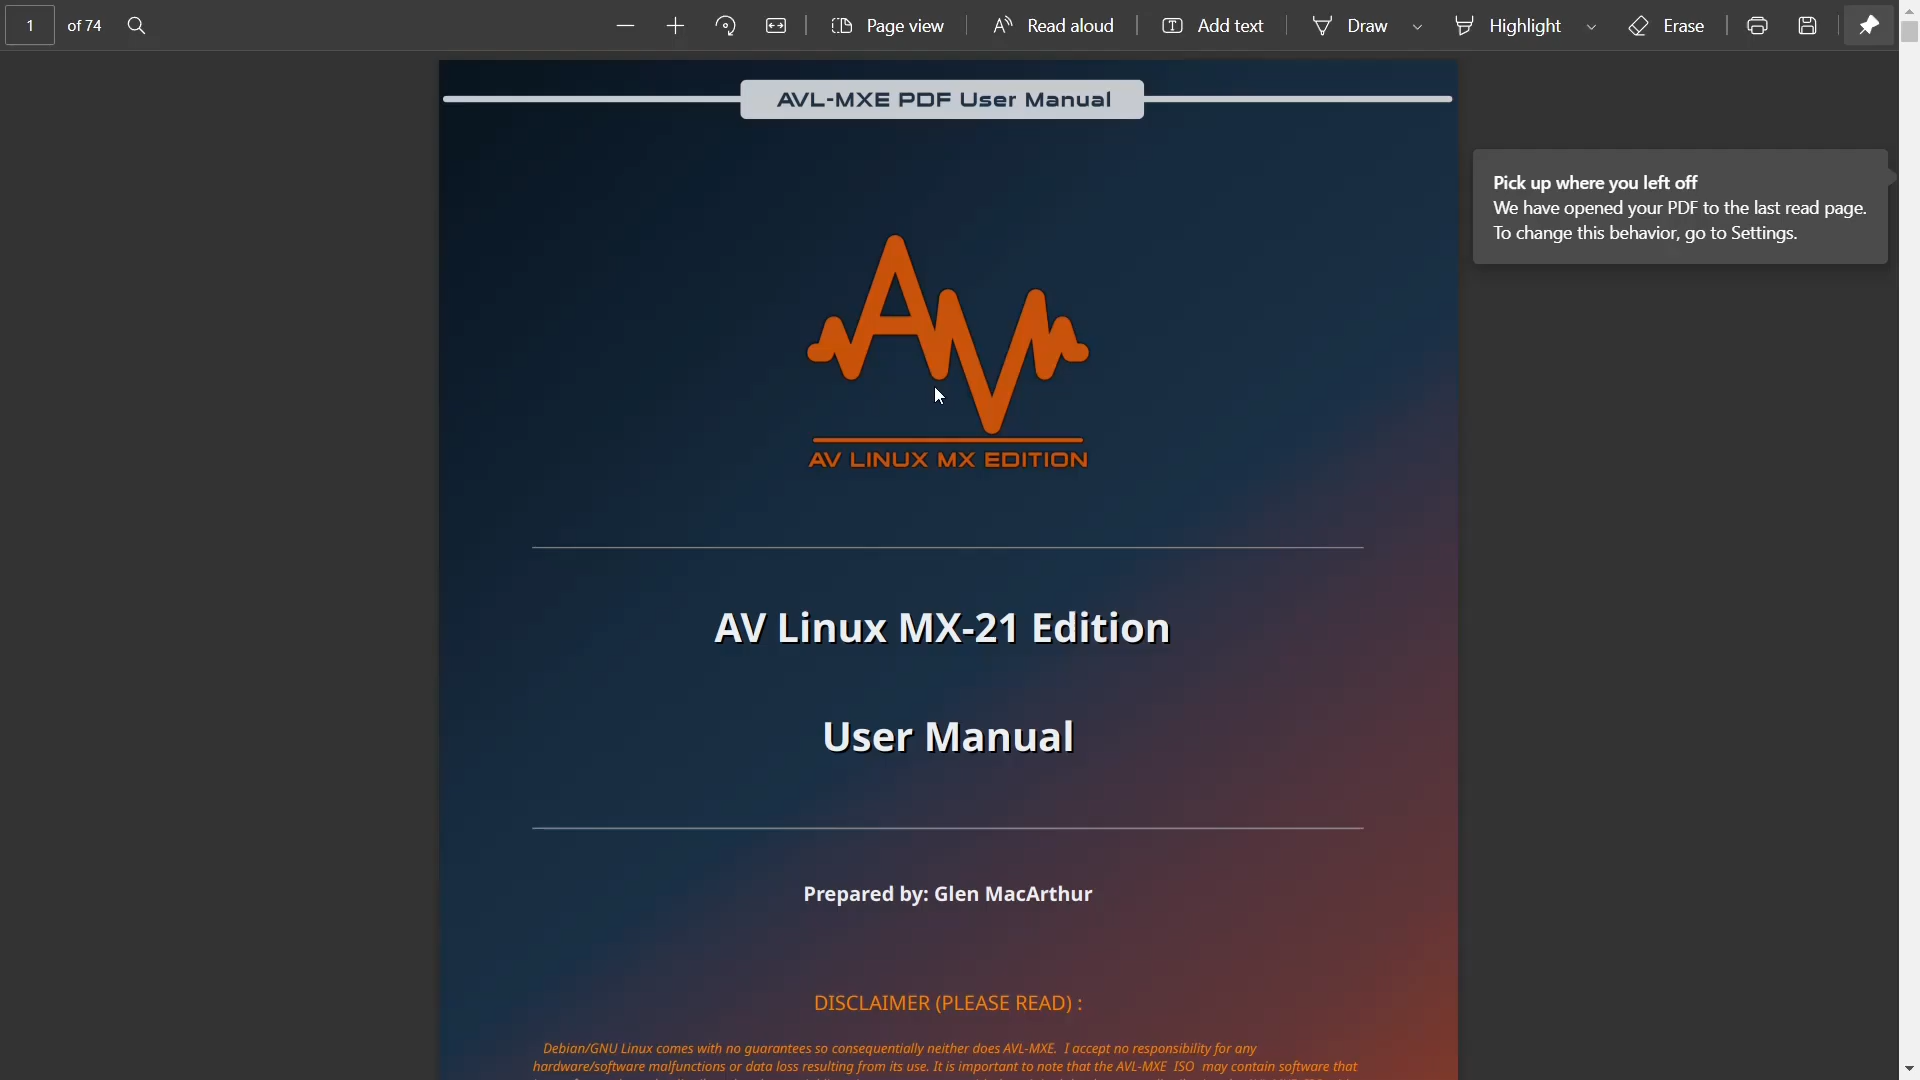 1 of 74 Page view Read aloud Add text Draw Highlight Erase
AVL-MXE PDF User Manual
Pick up where you left off
We have opened your PDF to the last read page.
To change this behavior, go to Settings.
AV
AV LINUX MX EDITION
AV Linux MX-21 Edition
User Manual
Prepared by: Glen MacArthur
DISCLAIMER (PLEASE READ) :
Debian/GNU Linux comes with no guarantees so consequentially neither does AVL-MXE. I accept no responsibility for any
hardware/software malfunctions or data loss resulting from its use. It is important to note that the AVL-MXE ISO may contain software that